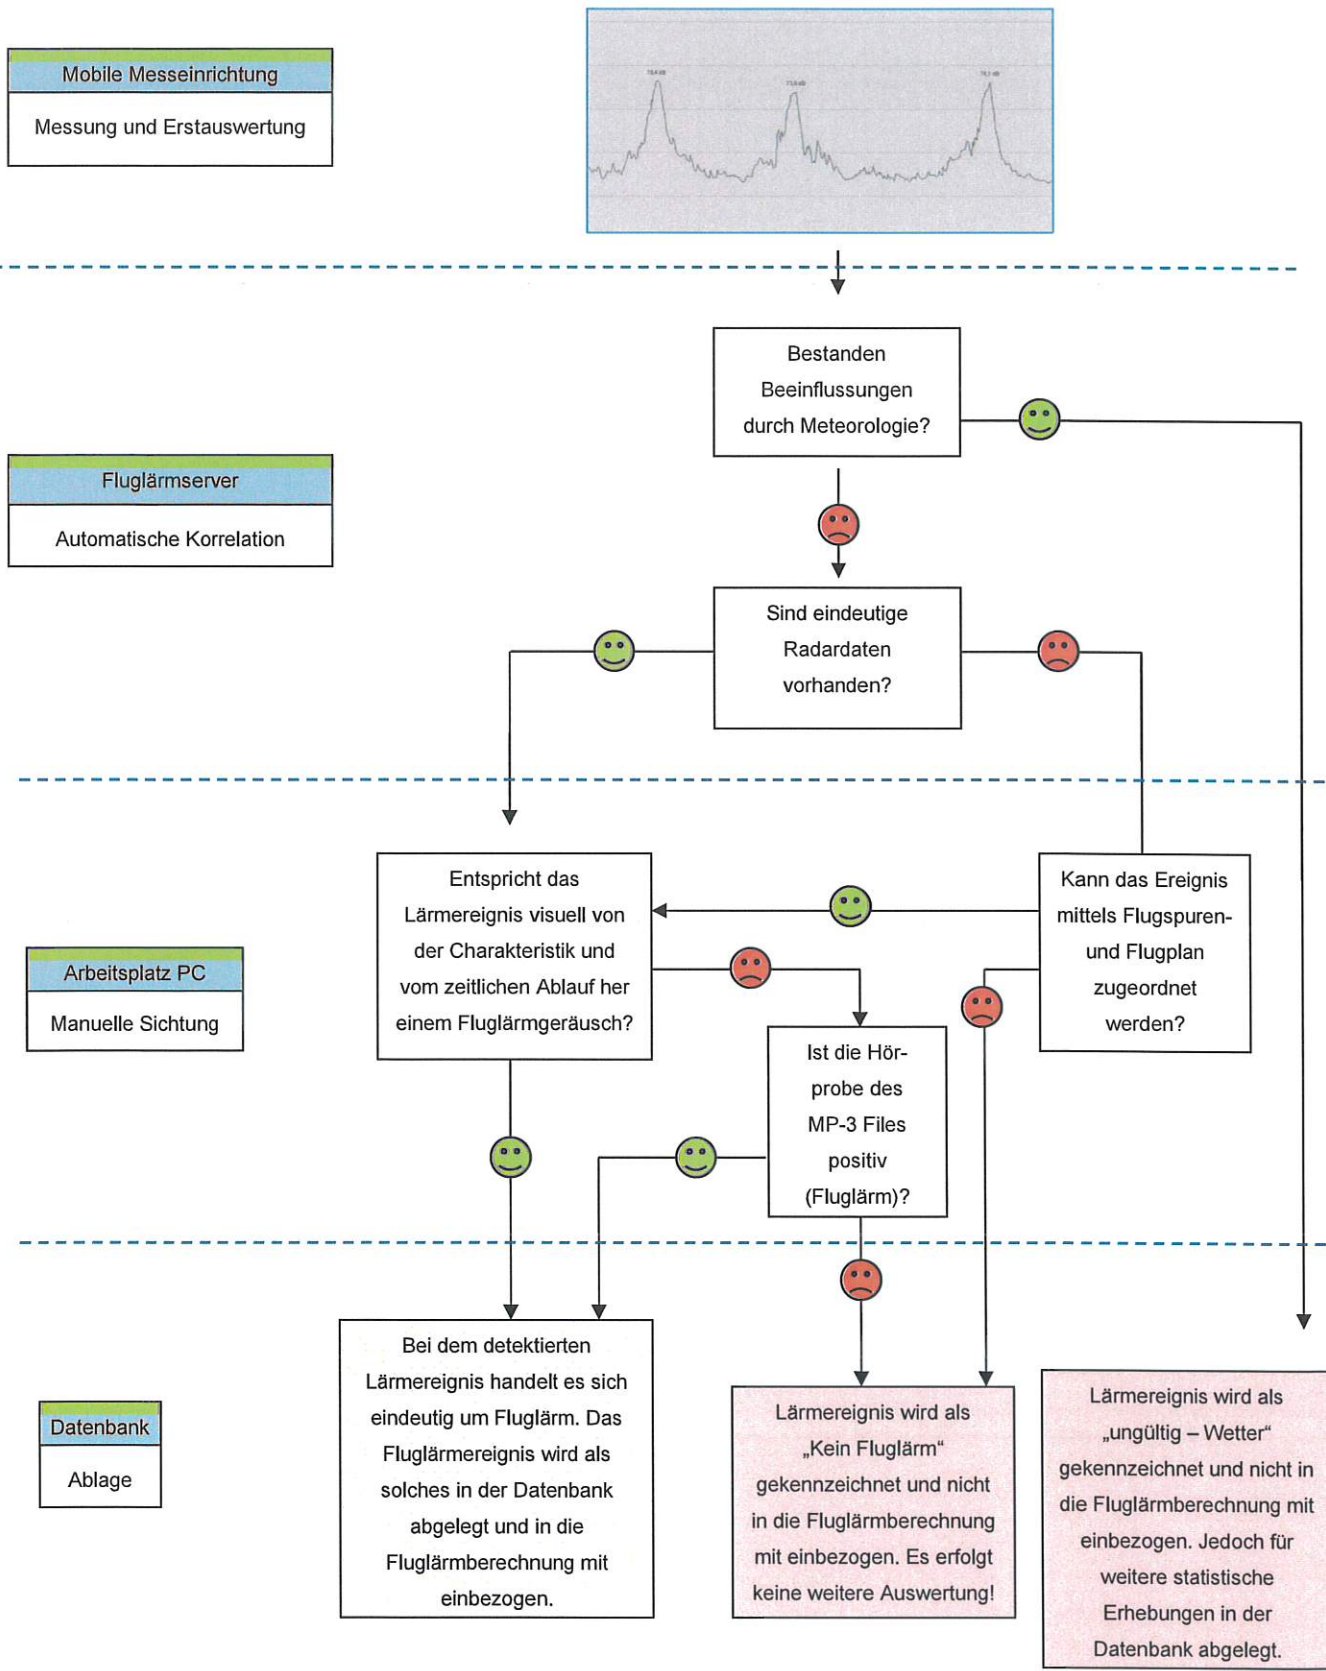 Mobile Messeinrichtung
Messung und Erstauswertung
Bestanden
Beeinflussungen
durch Meteorologie?
Fluglärmserver
Automatische Korrelation
Sind eindeutige
Radardaten
vorhanden?
Entspricht das
Lärmereignis visuell von
der Charakteristik und
vom zeitlichen Ablauf her
einem Fluglärmgeräusch?
Kann das Ereignis
mittels Flugspuren-
und Flugplan
zugeordnet
werden?
Arbeitsplatz PC
Manuelle Sichtung
Ist die Hör-
probe des
MP-3 Files
positiv
(Fluglärm)?
Datenbank
Ablage
Bei dem detektierten
Lärmereignis handelt es sich
eindeutig um Fluglärm. Das
Fluglärmereignis wird als
solches in der Datenbank
abgelegt und in die
Fluglärmberechnung mit
einbezogen.
Lärmereignis wird als
„Kein Fluglärm“
gekennzeichnet und nicht
in die Fluglärmberechnung
mit einbezogen. Es erfolgt
keine weitere Auswertung!
Lärmereignis wird als
„ungültig – Wetter“
gekennzeichnet und nicht in
die Fluglärmberechnung mit
einbezogen. Jedoch für
weitere statistische
Erhebungen in der
Datenbank abgelegt.